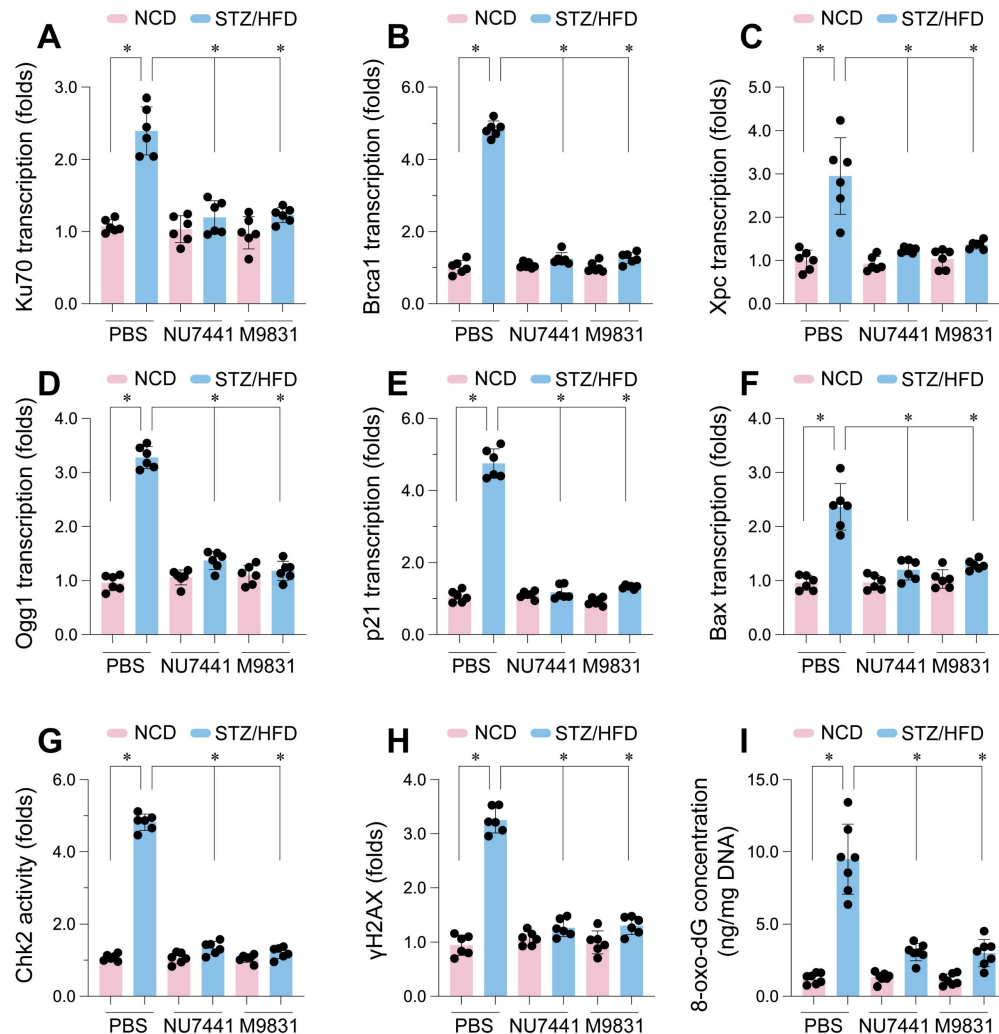 A
NCD STZ/HFD
* * *
Ku70 transcription (folds)
3.0
2.0
1.0
0.0
PBS NU7441 M9831
B
NCD STZ/HFD
* * *
Brca1 transcription (folds)
6.0
4.0
2.0
0.0
PBS NU7441 M9831
C
NCD STZ/HFD
* * *
Xpc transcription (folds)
5.0
4.0
3.0
2.0
1.0
0.0
PBS NU7441 M9831
D
NCD STZ/HFD
* * *
Ogg1 transcription (folds)
4.0
3.0
2.0
1.0
0.0
PBS NU7441 M9831
E
NCD STZ/HFD
* * *
p21 transcription (folds)
6.0
4.0
2.0
0.0
PBS NU7441 M9831
F
NCD STZ/HFD
* * *
Bax transcription (folds)
4.0
3.0
2.0
1.0
0.0
PBS NU7441 M9831
G
NCD STZ/HFD
* * *
Chk2 activity (folds)
6.0
4.0
2.0
0.0
PBS NU7441 M9831
H
NCD STZ/HFD
* * *
γH2AX (folds)
4.0
3.0
2.0
1.0
0.0
PBS NU7441 M9831
I
NCD STZ/HFD
* * *
8-oxo-dG concentration
(ng/mg DNA)
15.0
10.0
5.0
0.0
PBS NU7441 M9831